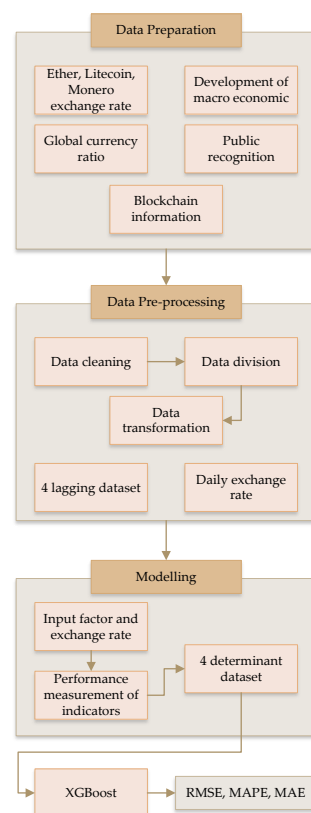 Data Preparation
Ether, Litecoin,
Monero
exchange rate
Development of
macro economic
Global currency
ratio
Public
recognition
Blockchain
information
Data Pre-processing
Data cleaning
Data division
Data
transformation
4 lagging dataset
Daily exchange
rate
Modelling
Input factor and
exchange rate
Performance
measurement of
indicators
4 determinant
dataset
XGBoost
RMSE, MAPE, MAE